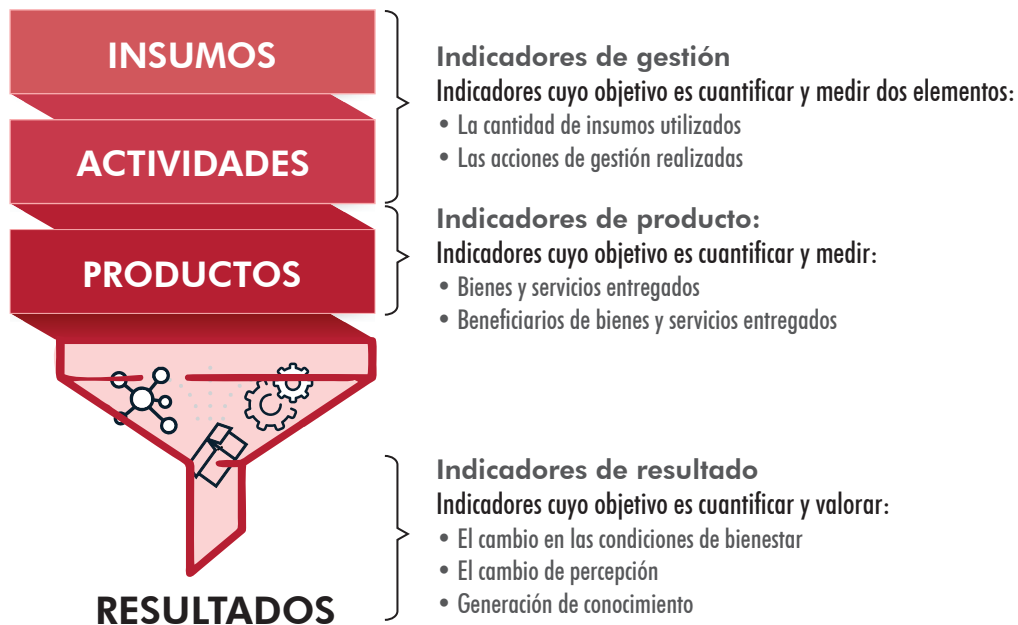 INSUMOS
ACTIVIDADES
PRODUCTOS
RESULTADOS
Indicadores de gestión
Indicadores cuyo objetivo es cuantificar y medir dos elementos:
• La cantidad de insumos utilizados
• Las acciones de gestión realizadas
Indicadores de producto:
Indicadores cuyo objetivo es cuantificar y medir:
• Bienes y servicios entregados
• Beneficiarios de bienes y servicios entregados
Indicadores de resultado
Indicadores cuyo objetivo es cuantificar y valorar:
• El cambio en las condiciones de bienestar
• El cambio de percepción
• Generación de conocimiento